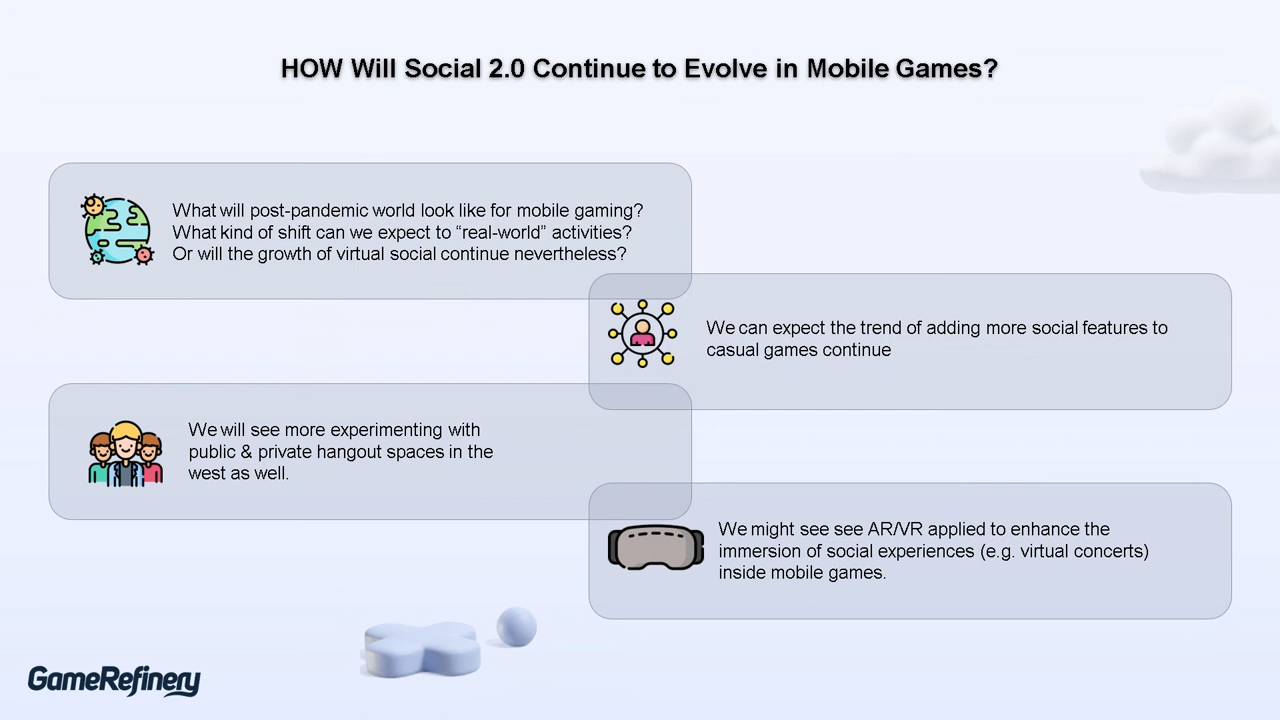 HOW Will Social 2.0 Continue to Evolve in Mobile Games?
What will post-pandemic world look like for mobile gaming?
What kind of shift can we expect to “real-world” activities?
Or will the growth of virtual social continue nevertheless?
We can expect the trend of adding more social features to
casual games continue
We will see more experimenting with
public & private hangout spaces in the
west as well.
We might see see AR/VR applied to enhance the
immersion of social experiences (e.g. virtual concerts)
inside mobile games.
GameRefinery